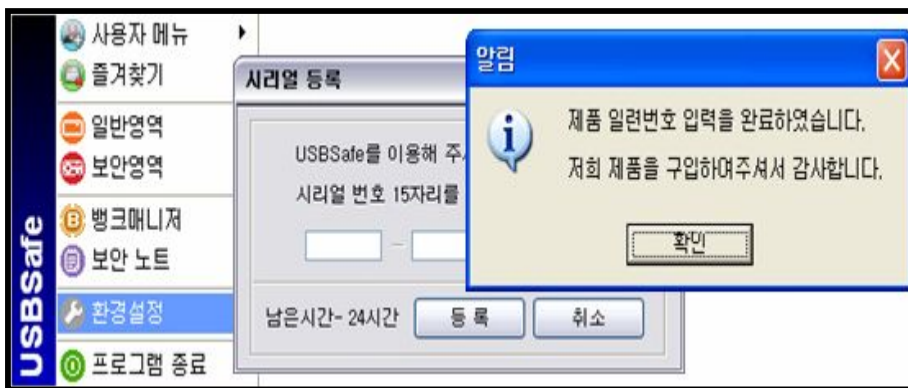 USBSafe
사용자 메뉴
즐겨찾기
일반영역
보안영역
뱅크매니저
보안 노트
환경설정
프로그램 종료
시리얼 등록
USBSafe를 이용해 주
시리얼 번호 15자리를
남은시간- 24시간
등 록
취소
알림
제품 일련번호 입력을 완료하였습니다.
저희 제품을 구입하여주셔서 감사합니다.
확인